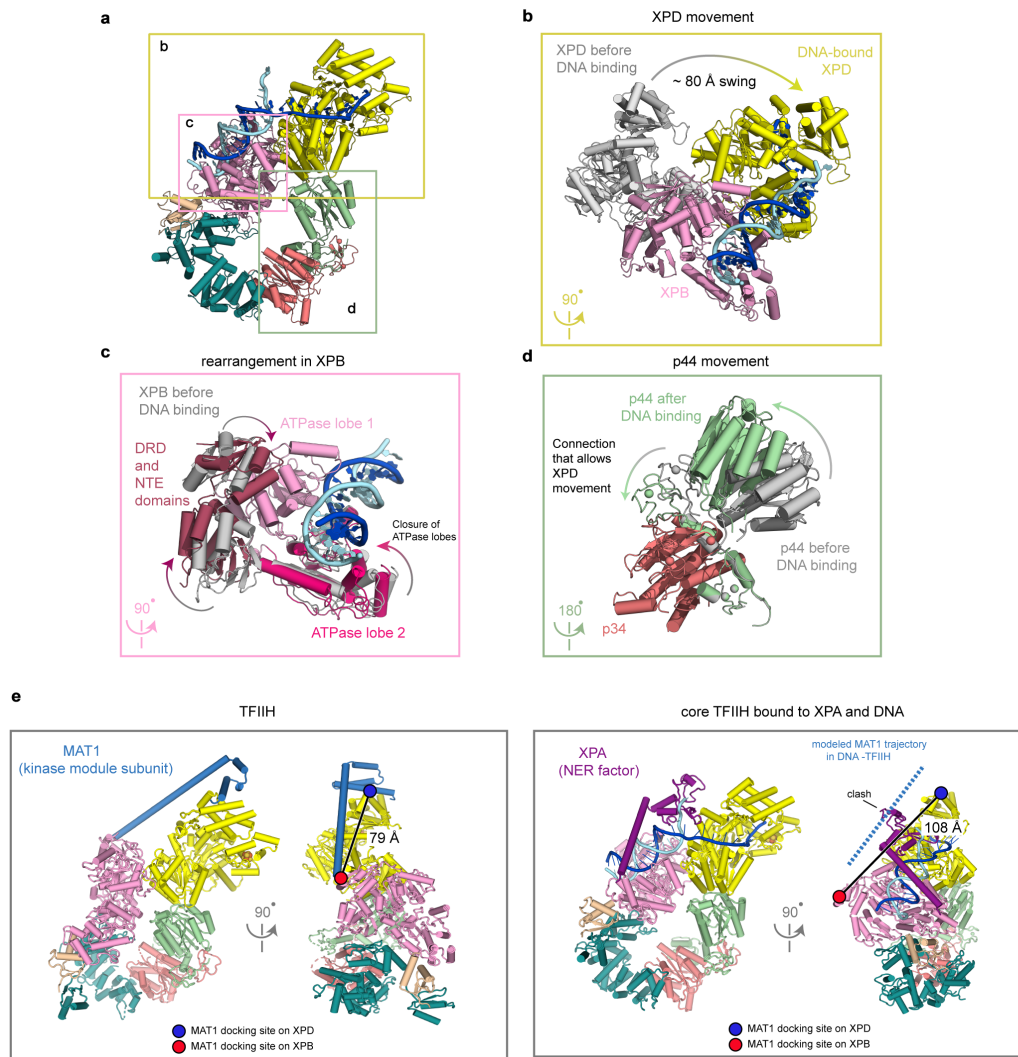 a
b
c
d
b
XPD movement
XPD before
DNA binding
~ 80 Å swing
DNA-bound
XPD
XPB
90°
c
rearrangement in XPB
XPB before
DNA binding
ATPase lobe 1
DRD
and
NTE
domains
Closure of
ATPase lobes
90°
ATPase lobe 2
d
p44 movement
p44 after
DNA binding
Connection
that allows
XPD
movement
p44 before
DNA binding
180°
p34
e
TFIIH
MAT1
(kinase module subunit)
79 Å
90°
MAT1 docking site on XPD
MAT1 docking site on XPB
core TFIIH bound to XPA and DNA
XPA
(NER factor)
modeled MAT1 trajectory
in DNA -TFIIH
clash
108 Å
90°
MAT1 docking site on XPD
MAT1 docking site on XPB